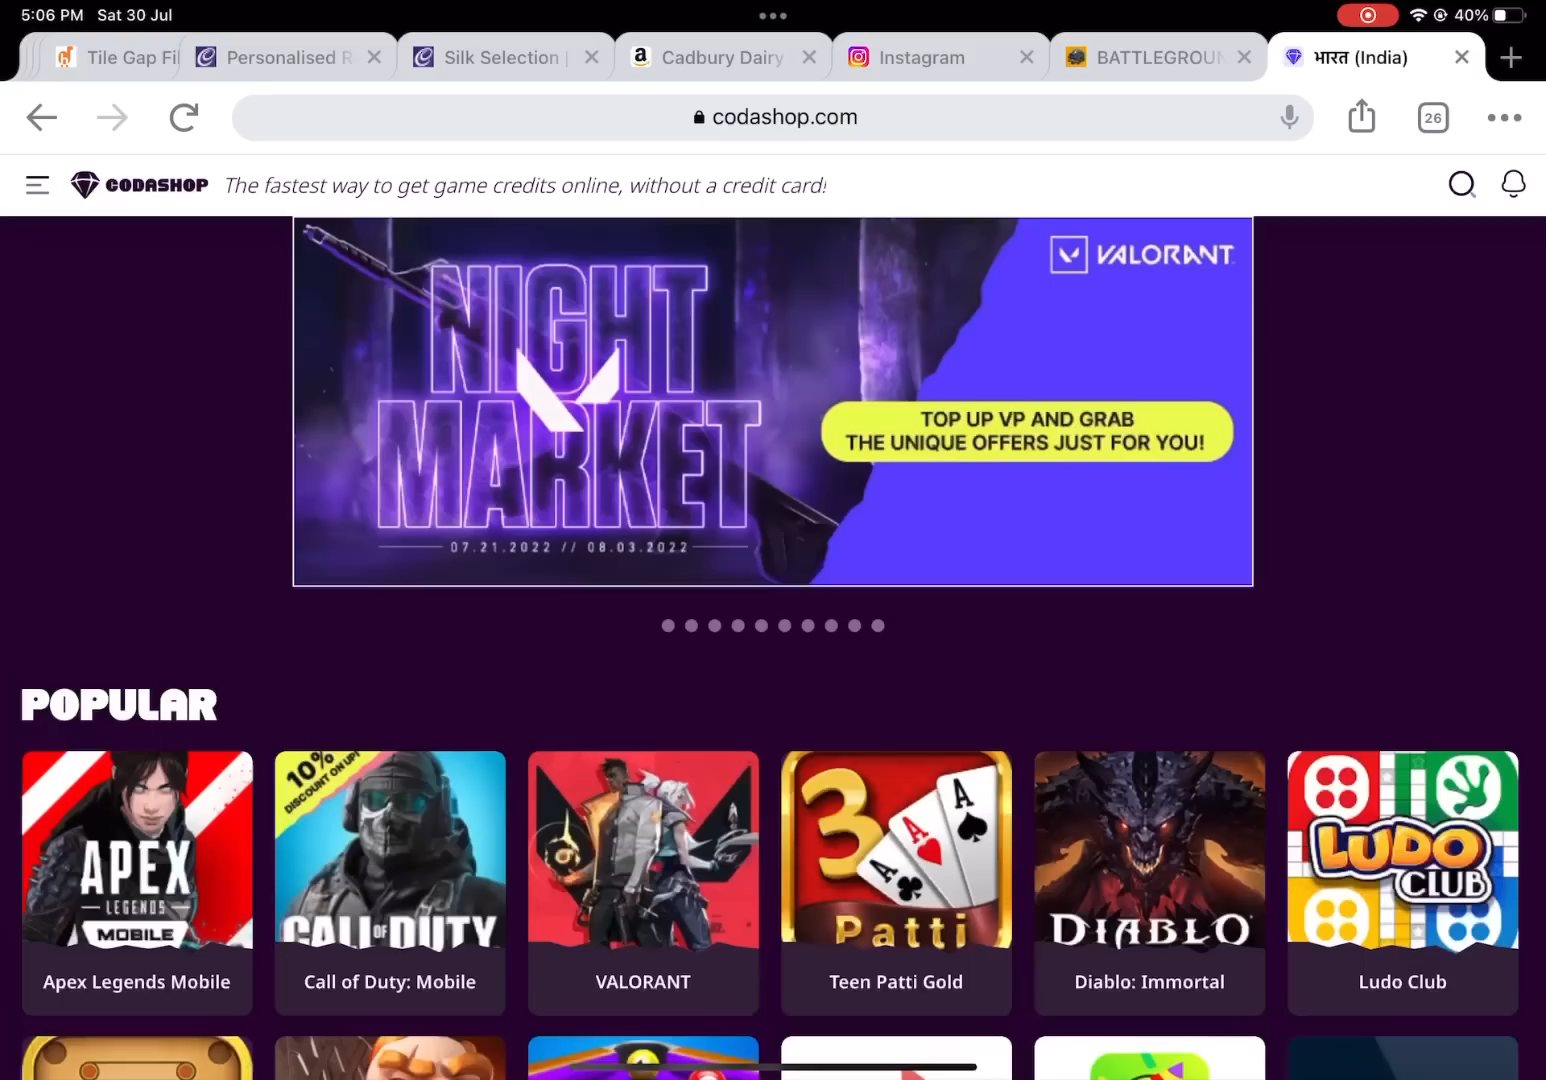 5:06 PM Sat 30 Jul
40%
Tile Gap Fil
Personalised R
Silk Selection |
Cadbury Dairy
Instagram
BATTLEGROUN
भारत (India)
codashop.com
26
CODASHOP
The fastest way to get game credits online, without a credit card!
NIGHT
MARKET
07.21.2022 // 08.03.2022
VALORANT
TOP UP VP AND GRAB
THE UNIQUE OFFERS JUST FOR YOU!
POPULAR
APEX
LEGENDS
MOBILE
Apex Legends Mobile
10%
DISCOUNT ON UP!
CALL OF DUTY
Call of Duty: Mobile
VALORANT
3
A
A
A
Patti
Teen Patti Gold
DIABLO
Diablo: Immortal
LUDO
CLUB
Ludo Club